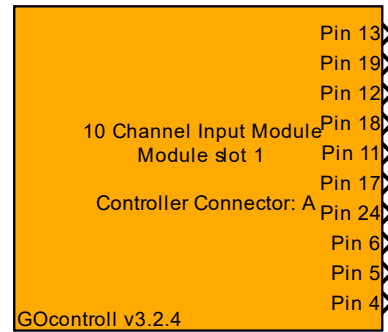 Pin 13
Pin 19
Pin 12
10 Channel Input Module
Pin 18
Module slot 1
Pin 11
Pin 17
Controller Connector: A
Pin 24
Pin 6
Pin 5
Pin 4
GOcontroll v3.2.4